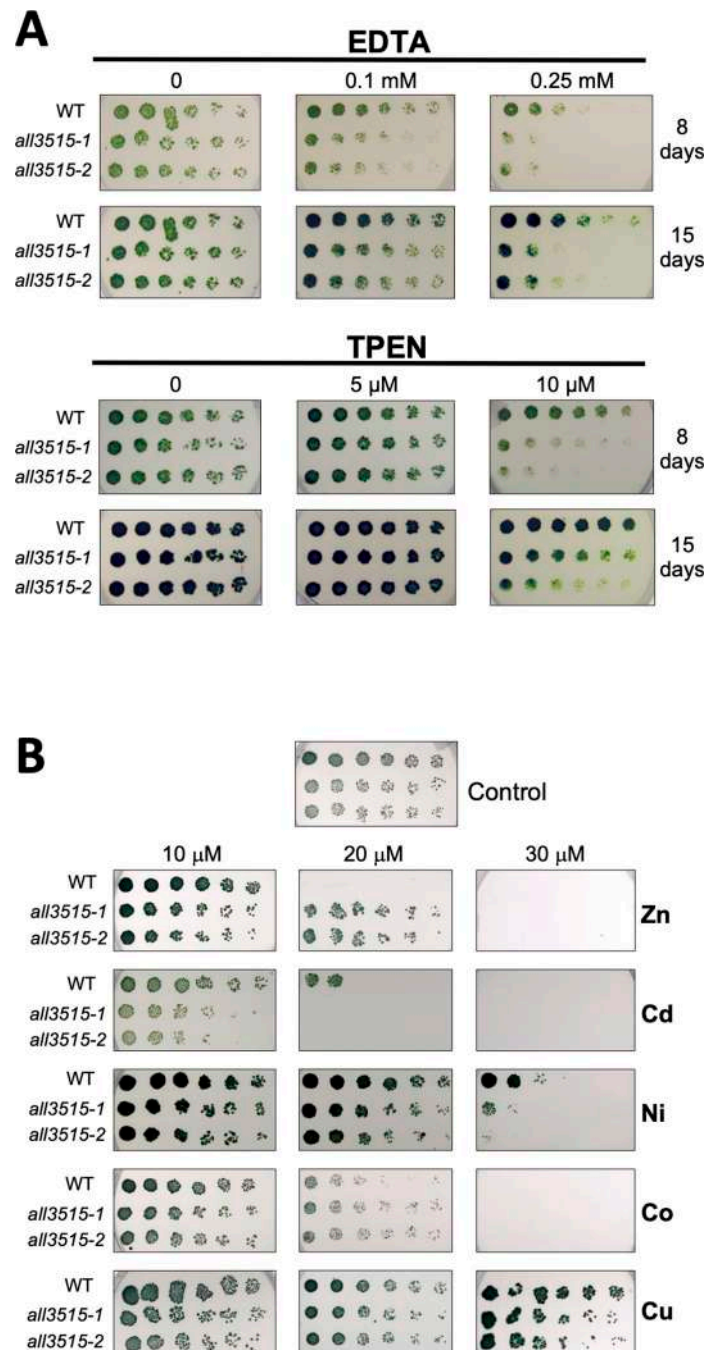 A
EDTA
0 0.1 mM 0.25 mM
WT
all3515-1
all3515-2
8 days
WT
all3515-1
all3515-2
15 days
TPEN
0 5 µM 10 µM
WT
all3515-1
all3515-2
8 days
WT
all3515-1
all3515-2
15 days
B
Control
10 µM 20 µM 30 µM
WT
all3515-1
all3515-2
Zn
WT
all3515-1
all3515-2
Cd
WT
all3515-1
all3515-2
Ni
WT
all3515-1
all3515-2
Co
WT
all3515-1
all3515-2
Cu